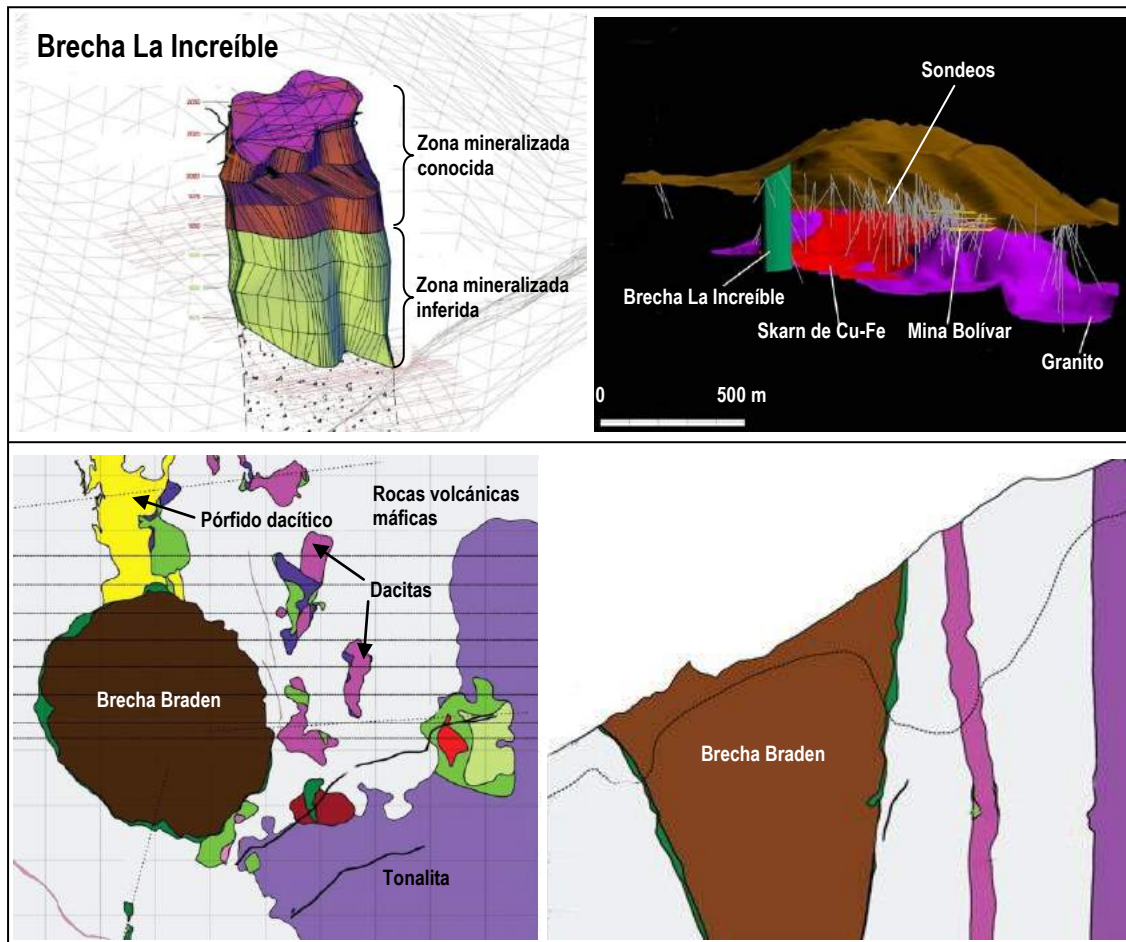 Brecha La Increíble
Zona mineralizada
conocida
Zona mineralizada
inferida
Sondeos
Brecha La Increíble
Skarn de Cu-Fe
Mina Bolívar
Granito
0
500 m
Rocas volcánicas
máficas
Pórfido dacítico
Dacitas
Brecha Braden
Tonalita
Brecha Braden